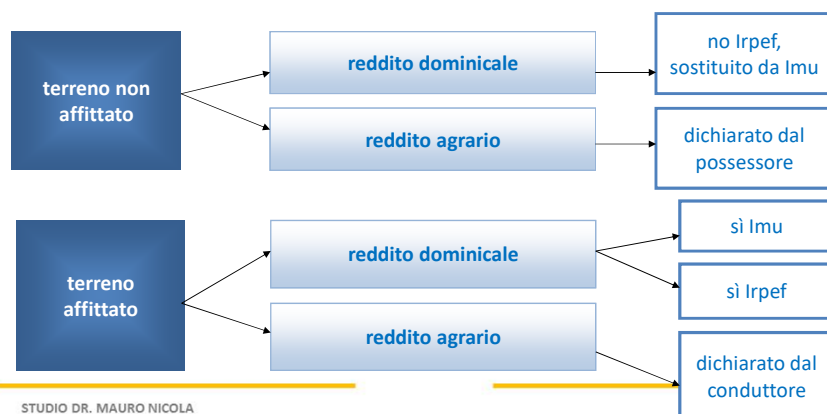 terreno non
affittato
reddito dominicale
no Irpef,
sostituito da Imu
reddito agrario
dichiarato dal
possessore
terreno
affittato
reddito dominicale
sì Imu
sì Irpef
reddito agrario
dichiarato dal
conduttore
STUDIO DR. MAURO NICOLA